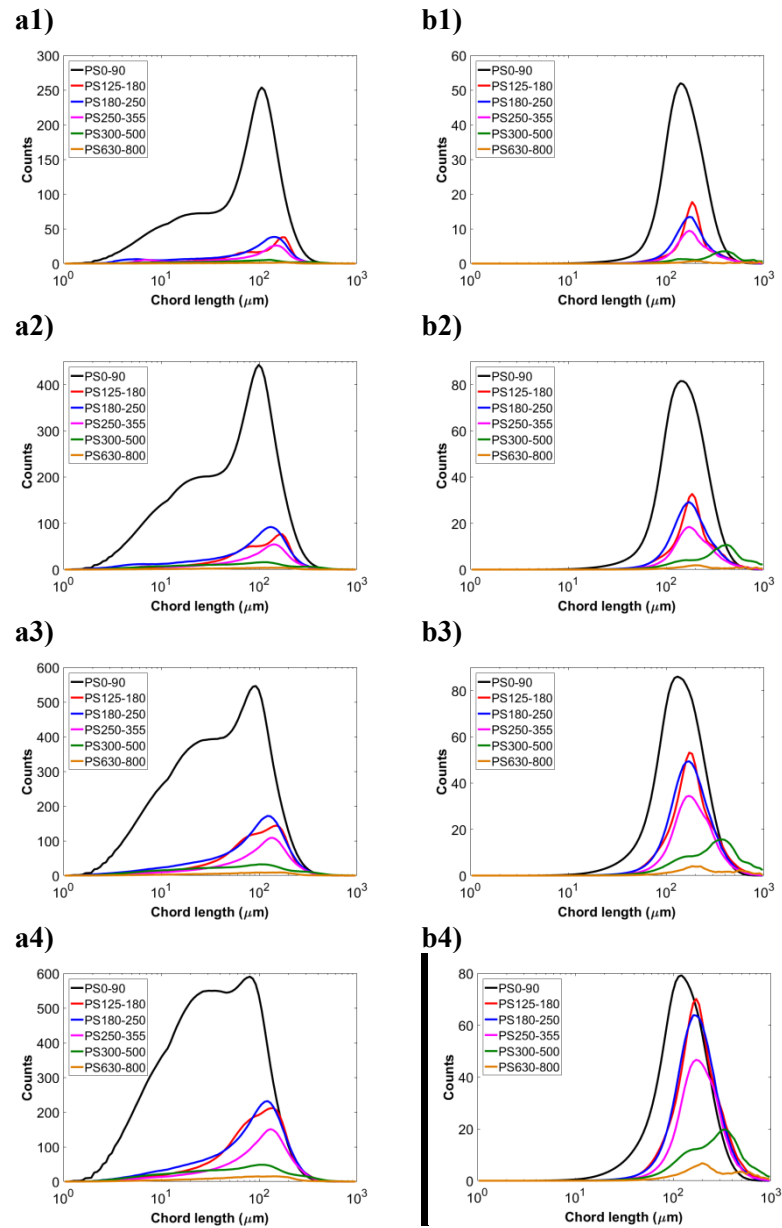 a1)
300
250
200
150
100
50
0
Counts
PS0-90
PS125-180
PS180-250
PS250-355
PS300-500
PS630-800
10^0 10^1 10^2 10^3
Chord length (μm)
b1)
60
50
40
30
20
10
0
Counts
PS0-90
PS125-180
PS180-250
PS250-355
PS300-500
PS630-800
10^0 10^1 10^2 10^3
Chord length (μm)
a2)
400
300
200
100
0
Counts
PS0-90
PS125-180
PS180-250
PS250-355
PS300-500
PS630-800
10^0 10^1 10^2 10^3
Chord length (μm)
b2)
80
60
40
20
0
Counts
PS0-90
PS125-180
PS180-250
PS250-355
PS300-500
PS630-800
10^0 10^1 10^2 10^3
Chord length (μm)
a3)
600
500
400
300
200
100
0
Counts
PS0-90
PS125-180
PS180-250
PS250-355
PS300-500
PS630-800
10^0 10^1 10^2 10^3
Chord length (μm)
b3)
80
60
40
20
0
Counts
PS0-90
PS125-180
PS180-250
PS250-355
PS300-500
PS630-800
10^0 10^1 10^2 10^3
Chord length (μm)
a4)
600
500
400
300
200
100
0
Counts
PS0-90
PS125-180
PS180-250
PS250-355
PS300-500
PS630-800
10^0 10^1 10^2 10^3
Chord length (μm)
b4)
80
60
40
20
0
Counts
PS0-90
PS125-180
PS180-250
PS250-355
PS300-500
PS630-800
10^0 10^1 10^2 10^3
Chord length (μm)